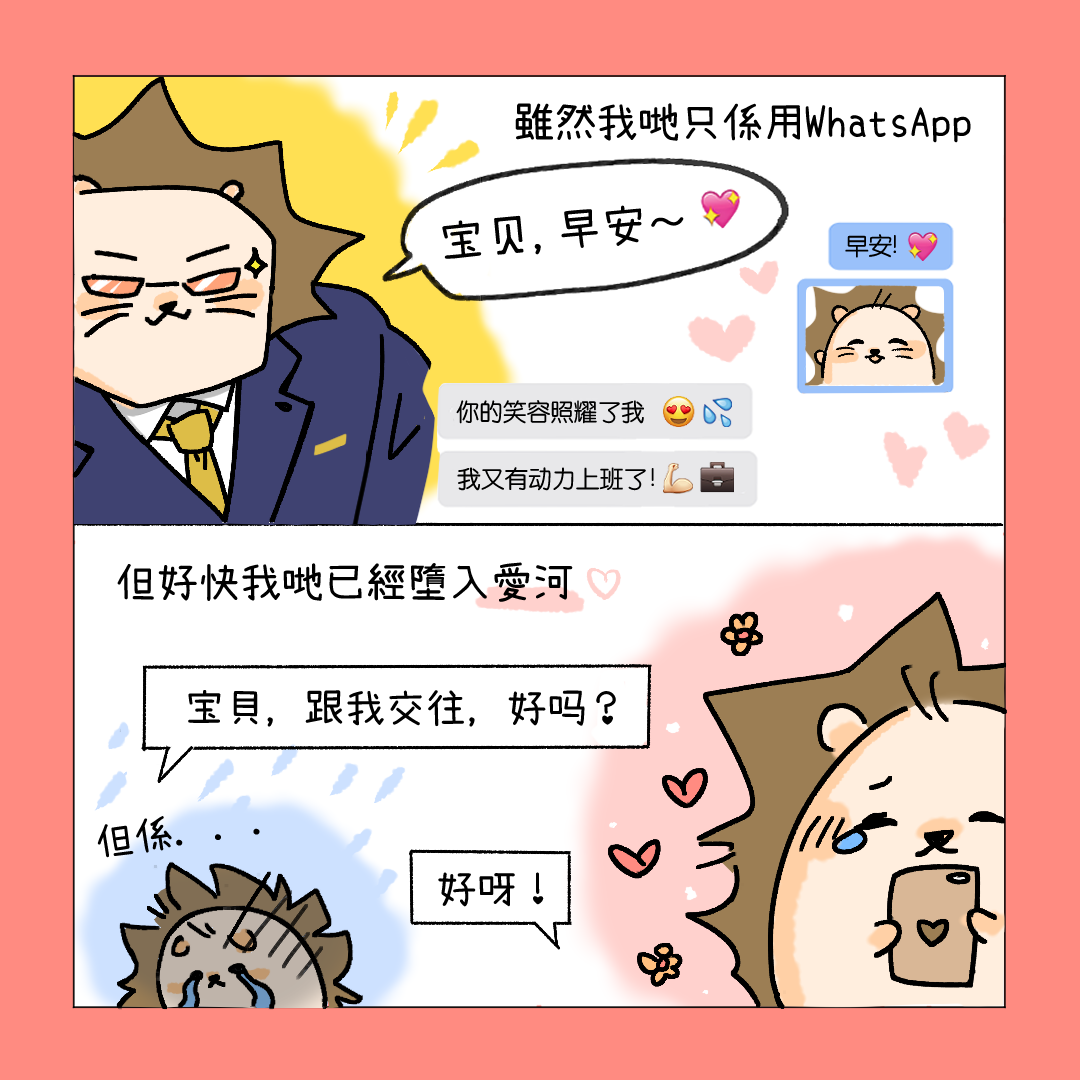 雖然我哋只係用WhatsApp
宝贝,早安~ 💖
早安! 💖
你的笑容照耀了我 😍💦
我又有动力上班了!💪💼
但好快我哋已經墮入愛河♡
宝貝, 跟我交往, 好吗?
但係...
好呀!